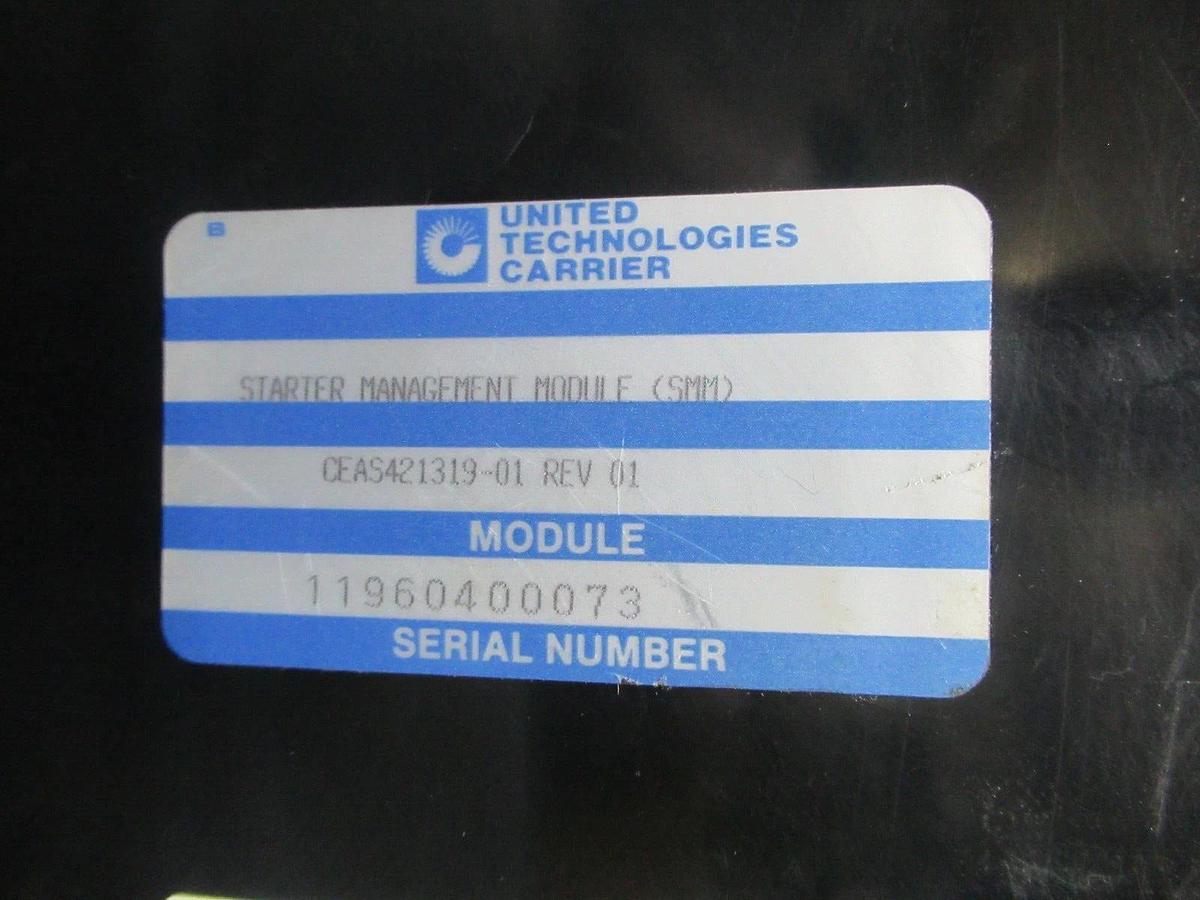 B
UNITED
TECHNOLOGIES
CARRIER
STARTER MANAGEMENT MODULE (SMM)
CEAS421319-01 REV 01
MODULE
11960400073
SERIAL NUMBER